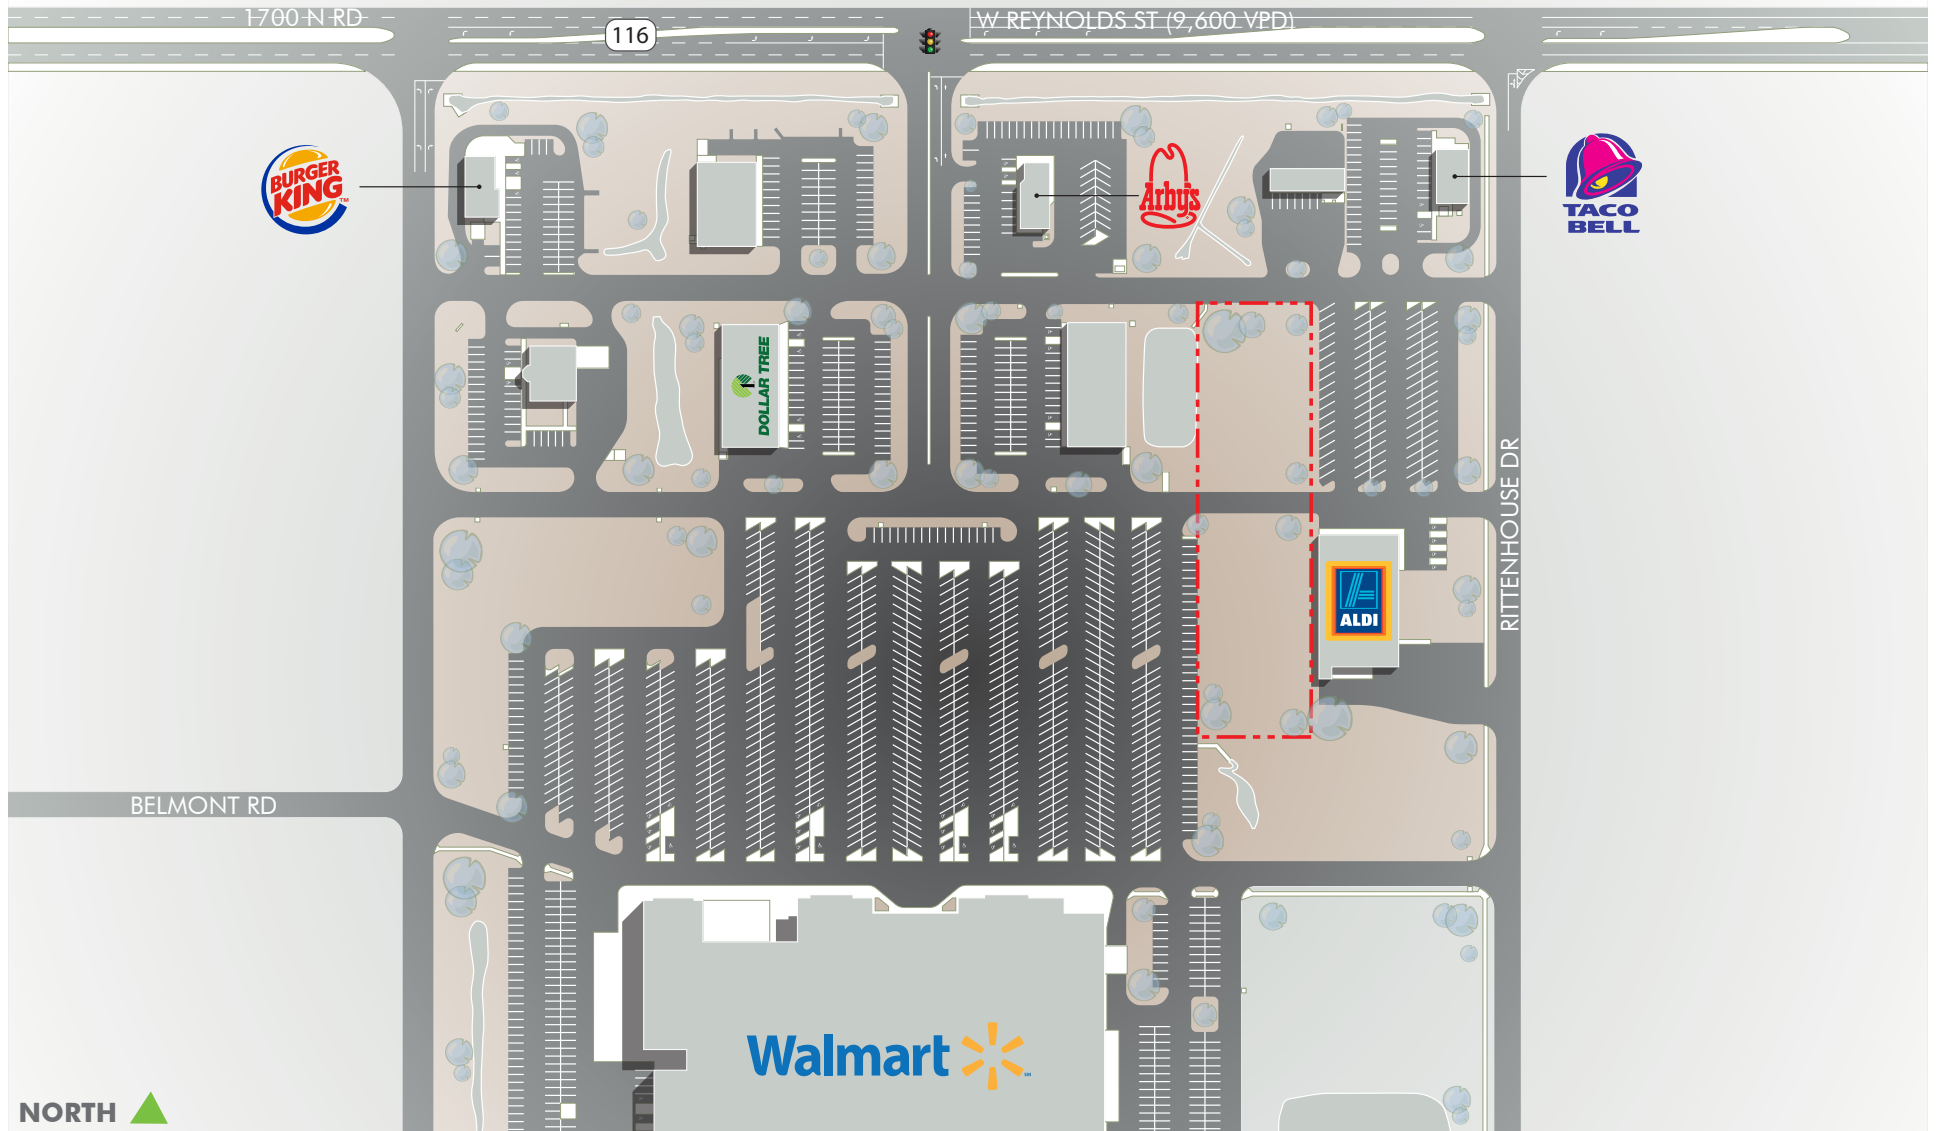 1700 N RD
116
W REYNOLDS ST (9,600 VPD)
BURGER
KING™
Arby's
TACO
BELL
DOLLAR TREE
RITTENHOUSE DR
ALDI
BELMONT RD
Walmart
NORTH